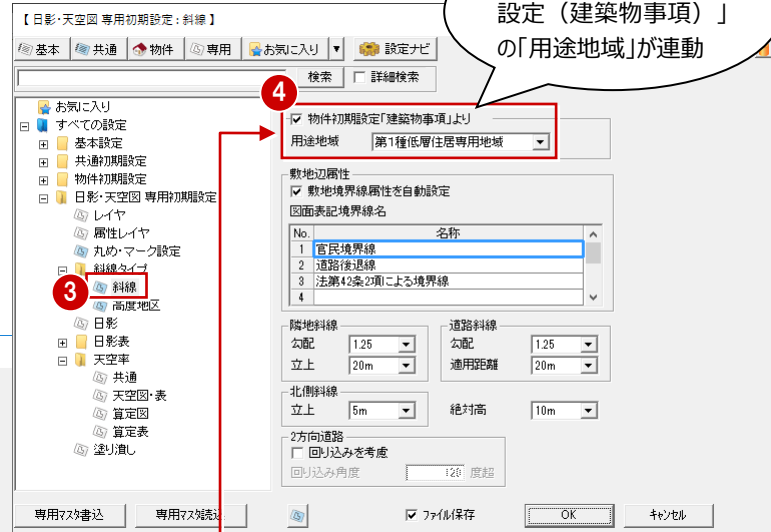 設定（建築物事項）」
の「用途地域」が連動
【 日影・天空図 専用初期設定 : 斜線 】
基本 共通 物件 専用 お気に入り 設定ナビ
検索 詳細検索
4
お気に入り
すべての設定
基本設定
共通初期設定
物件初期設定
日影・天空図 専用初期設定
レイヤ
属性レイヤ
丸め・マーク設定
斜線タイプ
3
斜線
高度地区
日影
日影表
天空率
共通
天空図・表
算定図
算定表
塗り潰し
物件初期設定「建築物事項」より
用途地域 第1種低層住居専用地域
敷地辺属性
敷地境界線属性を自動設定
図面表記境界線名
No. 名称
1 官民境界線
2 道路後退線
3 法第42条2項による境界線
4
隣地斜線
勾配 1.25
立上 20m
道路斜線
勾配 1.25
適用距離 20m
北側斜線
立上 5m
絶対高 10m
2方向道路
回り込みを考慮
回り込み角度 120 度超
専用マスタ書込 専用マスタ読込 ファイル保存 OK キャンセル